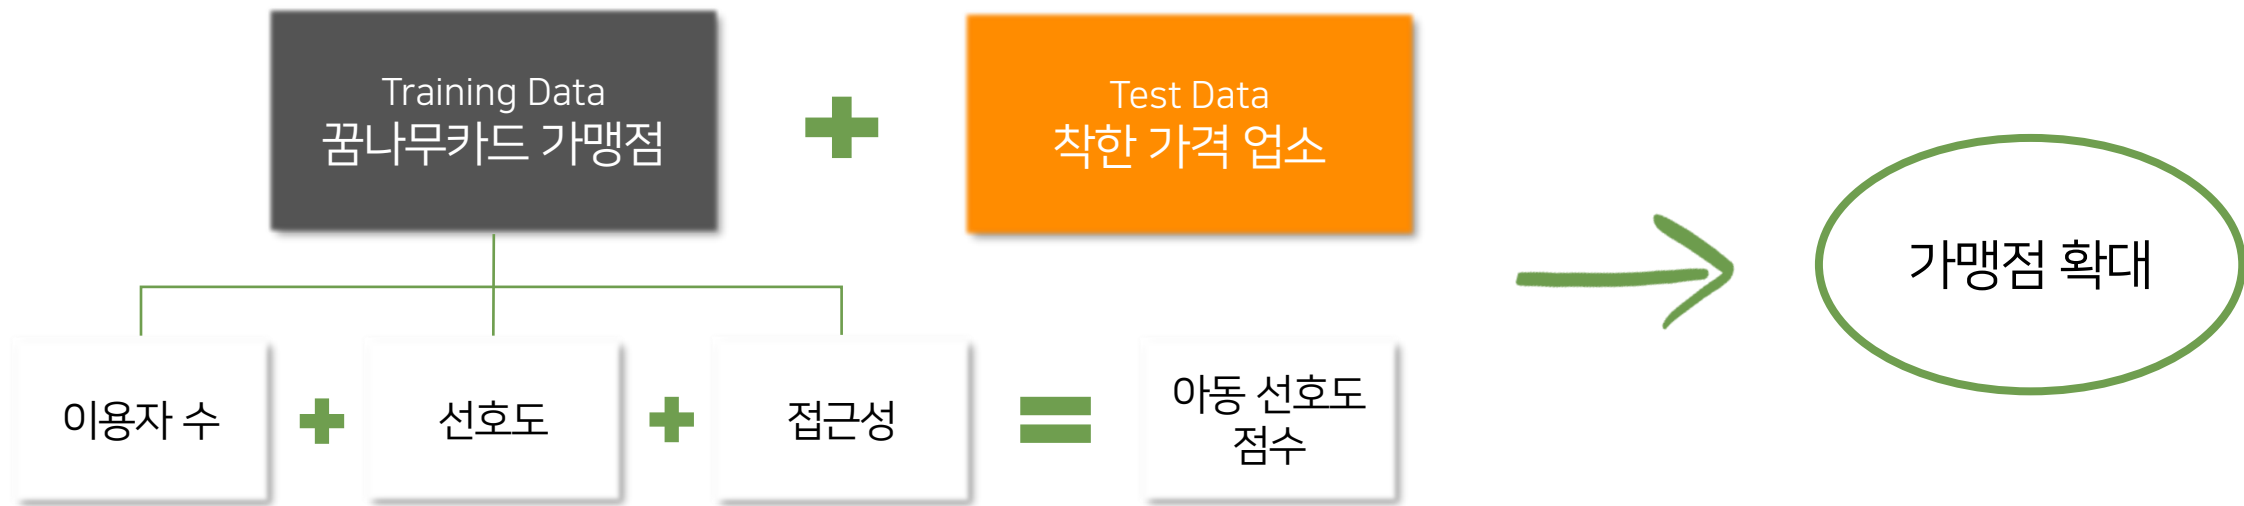 Training Data
꿈나무카드 가맹점
Test Data
착한 가격 업소
가맹점 확대
이용자 수
선호도
접근성
아동 선호도
점수